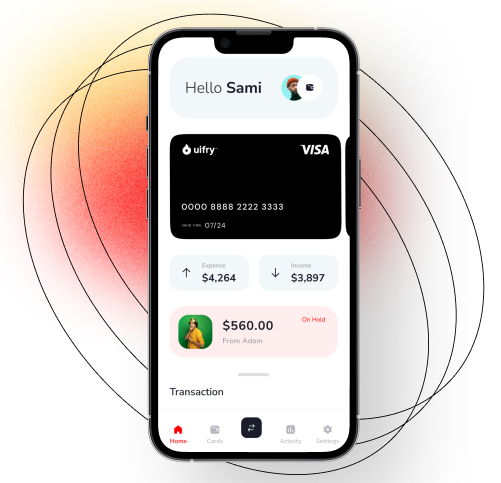 Hello Sami
uifry
VISA
0000 8888 2222 3333
VALID THRU 07/24
Expence
$4,264
Income
$3,897
$560.00
On Hold
From Adam
Transaction
Home
Cards
Activity
Settings